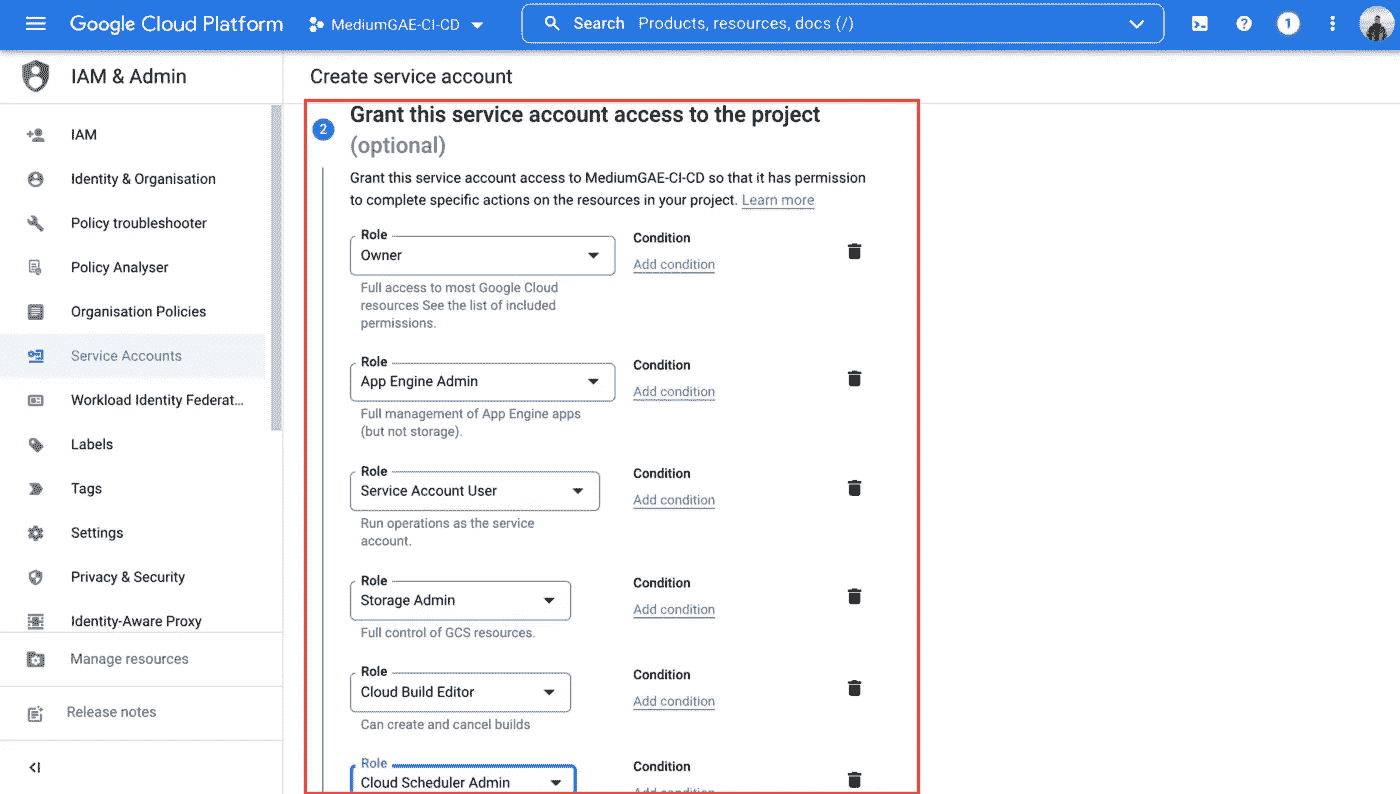 Google Cloud Platform
MediumGAE-CI-CD
Search Products, resources, docs (/)
1
IAM & Admin
IAM
Identity & Organisation
Policy troubleshooter
Policy Analyser
Organisation Policies
Service Accounts
Workload Identity Federat...
Labels
Tags
Settings
Privacy & Security
Identity-Aware Proxy
Manage resources
Release notes
Create service account
2
Grant this service account access to the project
(optional)
Grant this service account access to MediumGAE-CI-CD so that it has permission
to complete specific actions on the resources in your project. Learn more
Role
Owner
Condition
Add condition
Full access to most Google Cloud
resources See the list of included
permissions.
Role
App Engine Admin
Condition
Add condition
Full management of App Engine apps
(but not storage).
Role
Service Account User
Condition
Add condition
Run operations as the service
account.
Role
Storage Admin
Condition
Add condition
Full control of GCS resources.
Role
Cloud Build Editor
Condition
Add condition
Can create and cancel builds
Role
Cloud Scheduler Admin
Condition
Add condition